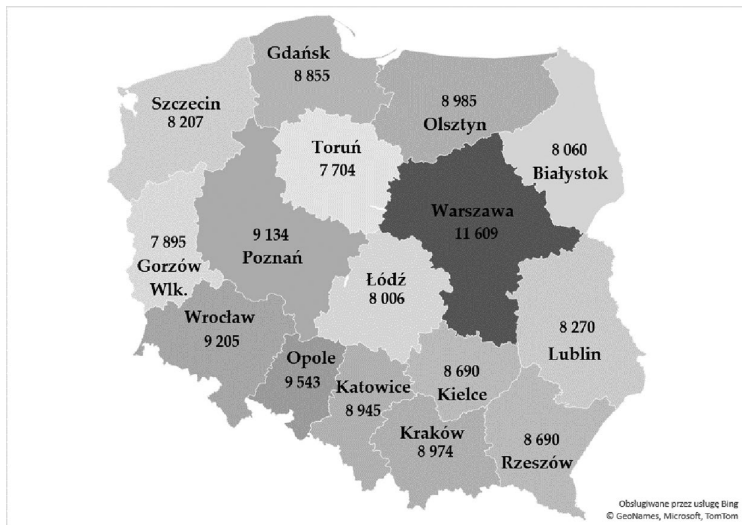 Gdańsk
8 855
Szczecin
8 207
8 985
Olsztyn
Toruń
7 704
8 060
Białystok
Warszawa
11 609
7 895
Gorzów
Wlk.
9 134
Poznań
Łódź
8 006
Wrocław
9 205
8 270
Lublin
Opole
9 543
Katowice
8 945
8 690
Kielce
Kraków
8 974
8 690
Rzeszów
Obsługiwane przez usługę Bing
© GeoNames, Microsoft, TomTom